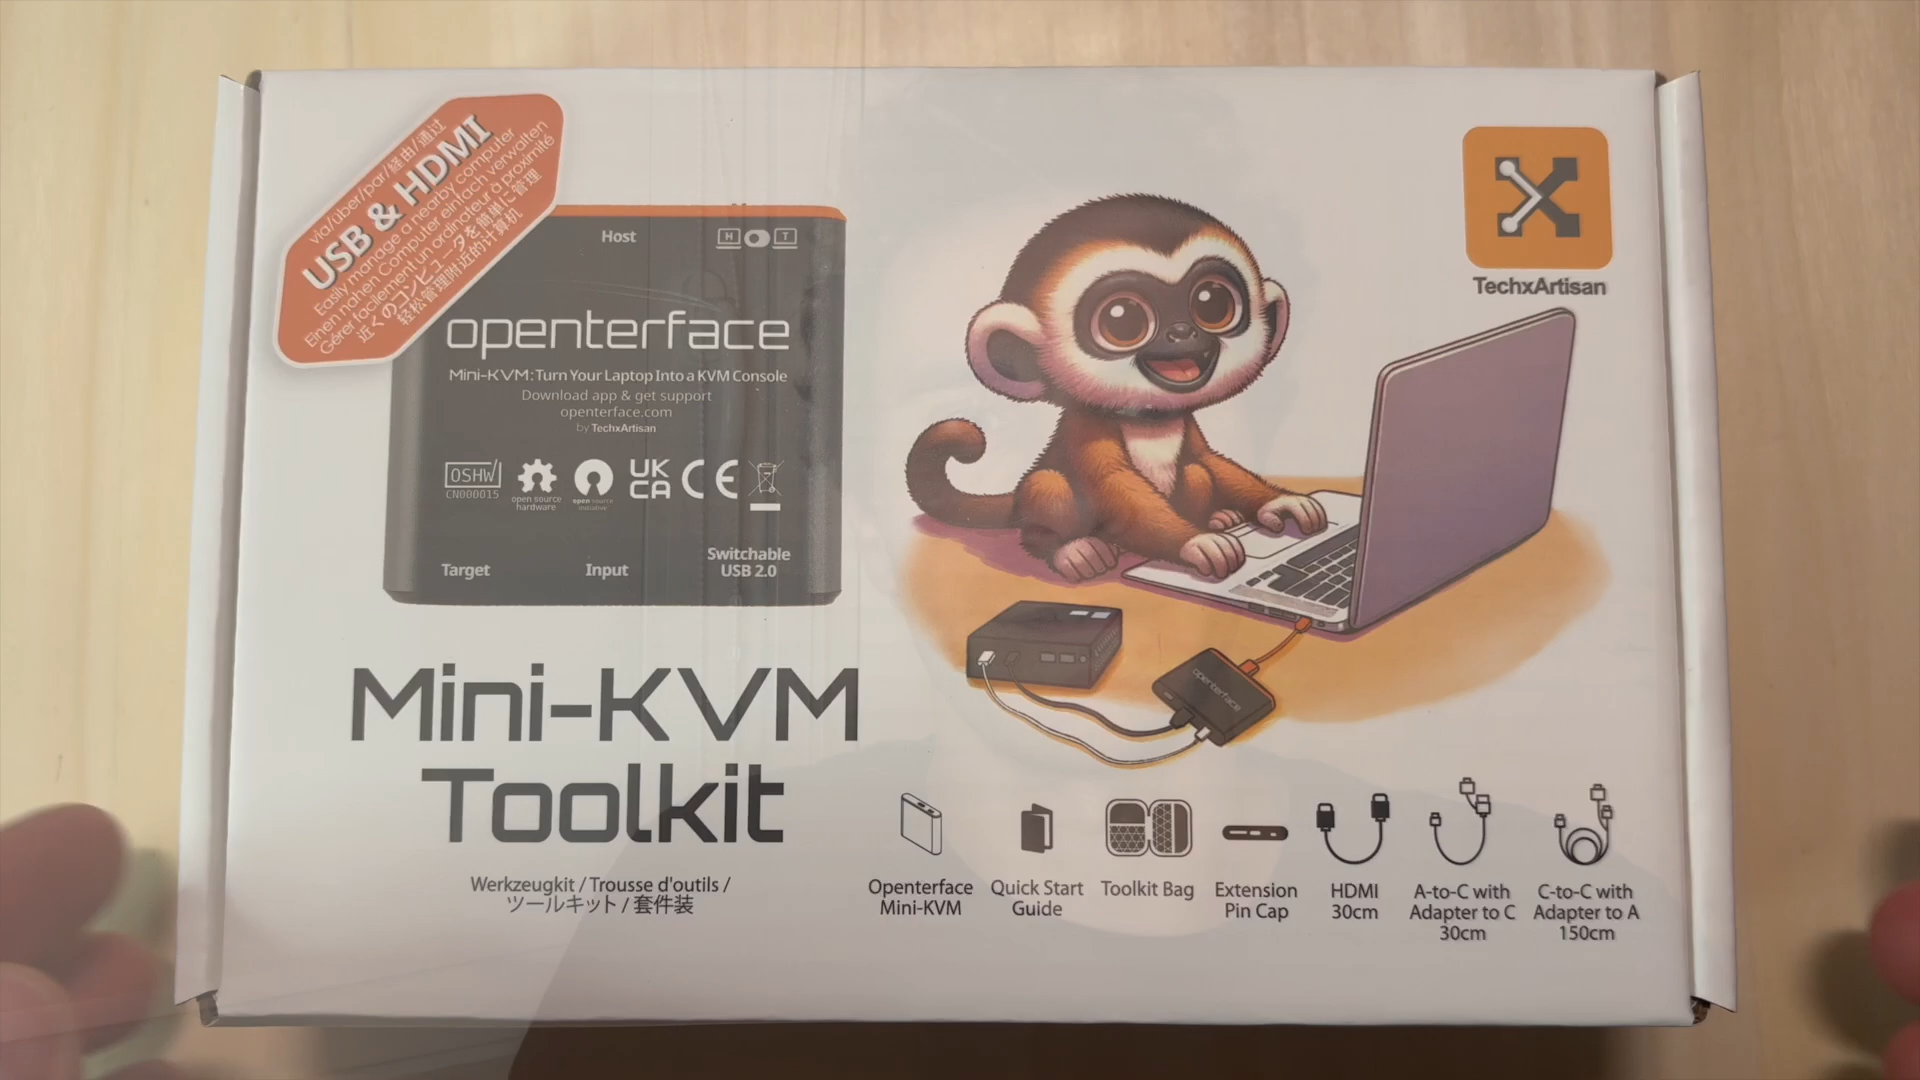 via/über/par/経由/通过
USB & HDMI
Easily manage a nearby computer
Einen nahen Computer einfach verwalten
Gérer facilement un ordinateur à proximité
近くのコンピュータを簡単に管理
轻松管理附近的计算机
Host
H
T
openterface
Mini-KVM: Turn Your Laptop Into a KVM Console
Download app & get support
openterface.com
by TechxArtisan
OSHW
CN000015
open source
hardware
open source
initiative
UK
CA
CE
Switchable
USB 2.0
Target
Input
TechxArtisan
openterface
Mini-KVM
Toolkit
Werkzeugkit / Trousse d'outils /
ツールキット / 套件装
Openterface
Mini-KVM
Quick Start
Guide
Toolkit Bag
Extension
Pin Cap
HDMI
30cm
A-to-C with
Adapter to C
30cm
C-to-C with
Adapter to A
150cm